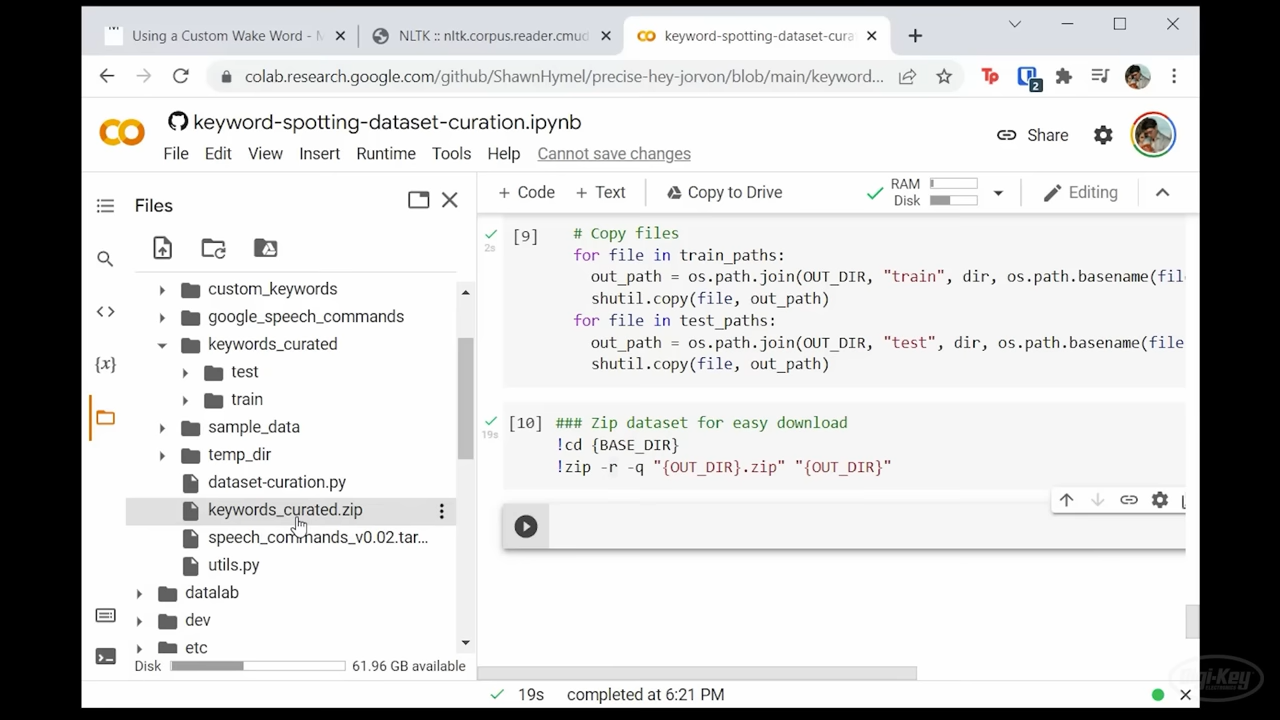 Using a Custom Wake Word - M
NLTK :: nltk.corpus.reader.cmud
keyword-spotting-dataset-cura
colab.research.google.com/github/ShawnHymel/precise-hey-jorvon/blob/main/keyword...
2
keyword-spotting-dataset-curation.ipynb
Share
File Edit View Insert Runtime Tools Help Cannot save changes
Files
+ Code + Text Copy to Drive
RAM
Disk
Editing
custom_keywords
google_speech_commands
keywords_curated
test
train
sample_data
temp_dir
dataset-curation.py
keywords_curated.zip
speech_commands_v0.02.tar...
utils.py
datalab
dev
etc
Disk 61.96 GB available
{x}
[9]
2s
# Copy files
for file in train_paths:
out_path = os.path.join(OUT_DIR, "train", dir, os.path.basename(file
shutil.copy(file, out_path)
for file in test_paths:
out_path = os.path.join(OUT_DIR, "test", dir, os.path.basename(file
shutil.copy(file, out_path)
[10]
19s
### Zip dataset for easy download
!cd {BASE_DIR}
!zip -r -q "{OUT_DIR}.zip" "{OUT_DIR}"
19s completed at 6:21 PM
Digi-Key
ELECTRONICS